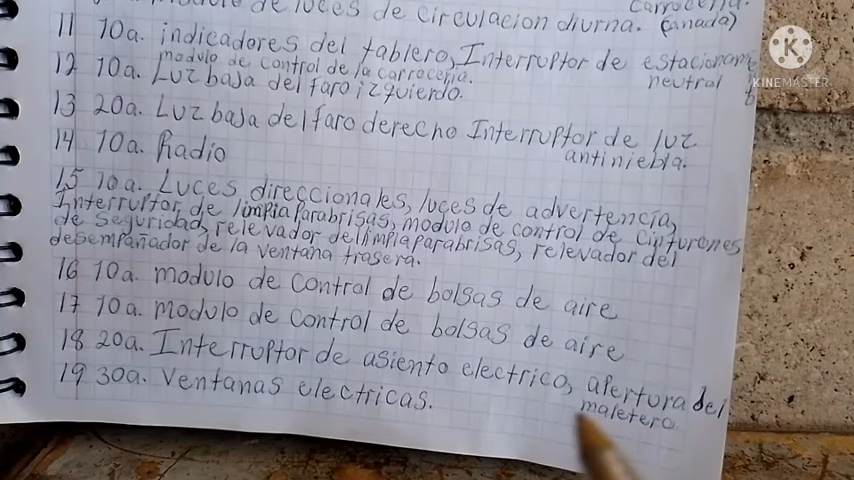 modulo de luces de circulacion diurna. (anada)
carroceria.
11 10a. indicadores del tablero, Interruptor de estacionam
neutral
12 10a. modulo de control de la carroceria.
Luz baja del faro izquierdo.
13 20a. Luz baja del faro derecho Interruptor de luz
antiniebla.
14 10a. Radio
15 10a. Luces direccionales, luces de advertencia,
Interruptor de limpiaparabrisas, modulo de control de cinturones
de seguridad, relevador del limpiaparabrisas, relevador del
desempañador de la ventana trasera.
16 10a. modulo de control de bolsas de aire
17 10a. modulo de control de bolsas de aire
18 20a. Interruptor de asiento electrico, apertura del
maletero.
19 30a. ventanas electricas.
KINEMASTER